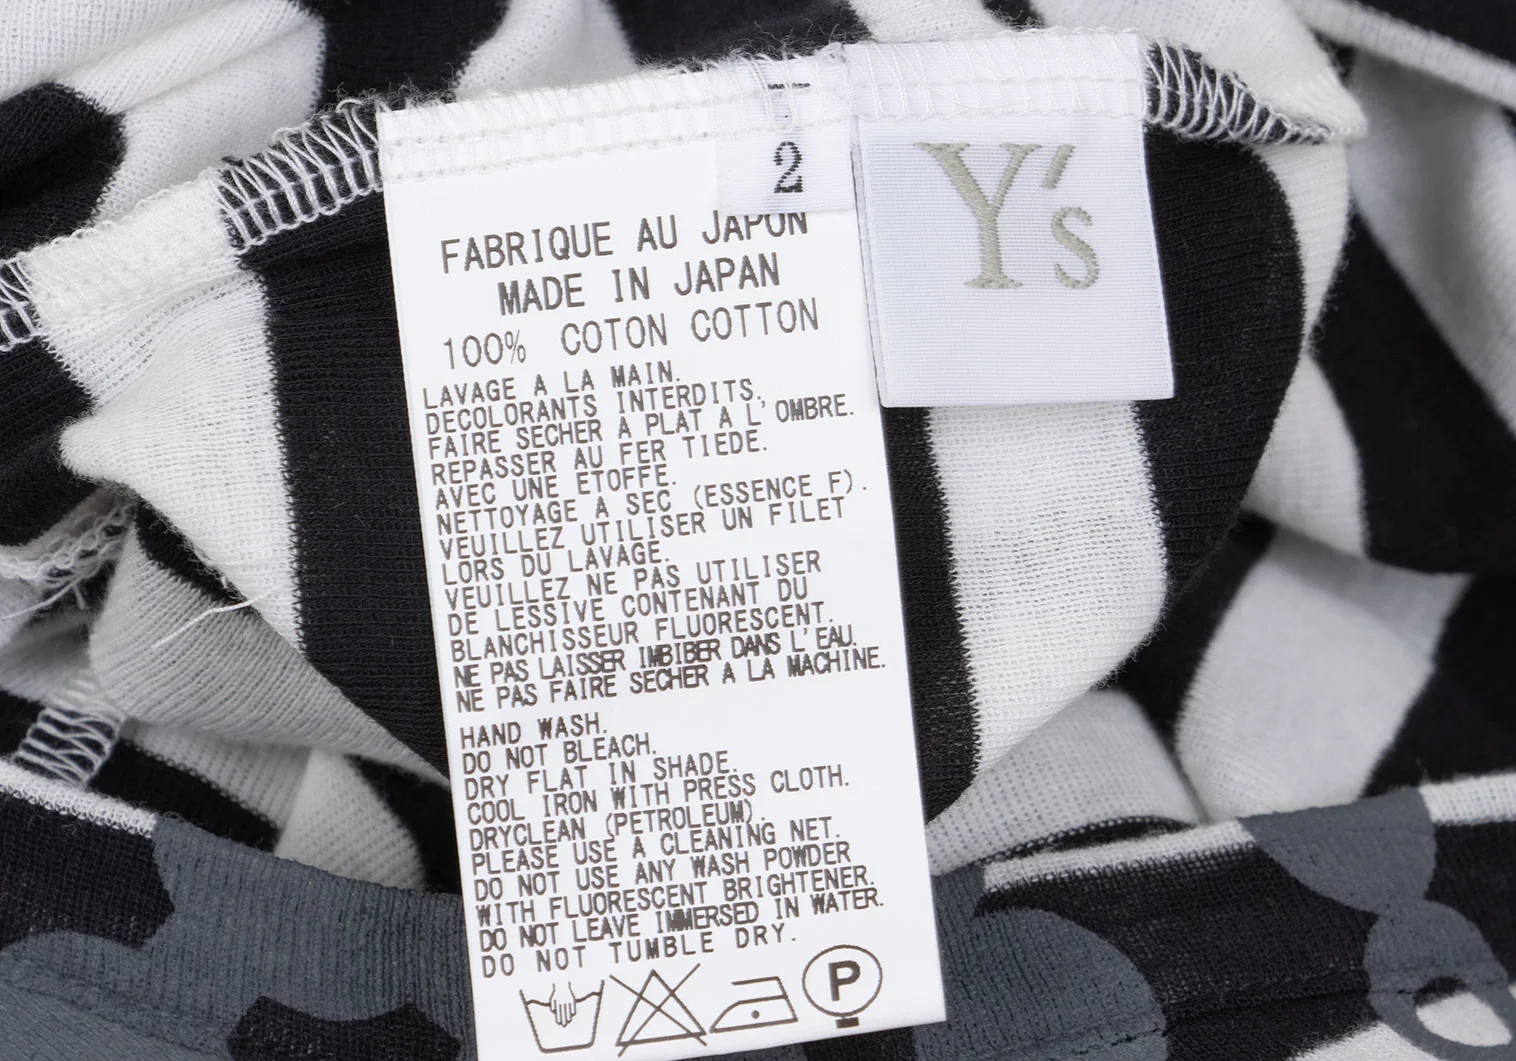 2
Y's
FABRIQUE AU JAPON
MADE IN JAPAN
100% COTON COTTON
LAVAGE A LA MAIN.
DECOLORANTS INTERDITS.
FAIRE SECHER A PLAT A L'OMBRE.
REPASSER AU FER TIEDE.
AVEC UNE ETOFFE.
NETTOYAGE A SEC (ESSENCE F).
VEUILLEZ UTILISER UN FILET
LORS DU LAVAGE.
VEUILLEZ NE PAS UTILISER
DE LESSIVE CONTENANT DU
BLANCHISSEUR FLUORESCENT.
NE PAS LAISSER IMBIBER DANS L'EAU.
NE PAS FAIRE SECHER A LA MACHINE.
HAND WASH.
DO NOT BLEACH.
DRY FLAT IN SHADE.
COOL IRON WITH PRESS CLOTH.
DRYCLEAN (PETROLEUM).
PLEASE USE A CLEANING NET.
DO NOT USE ANY WASH POWDER
WITH FLUORESCENT BRIGHTENER.
DO NOT LEAVE IMMERSED IN WATER.
DO NOT TUMBLE DRY.
P